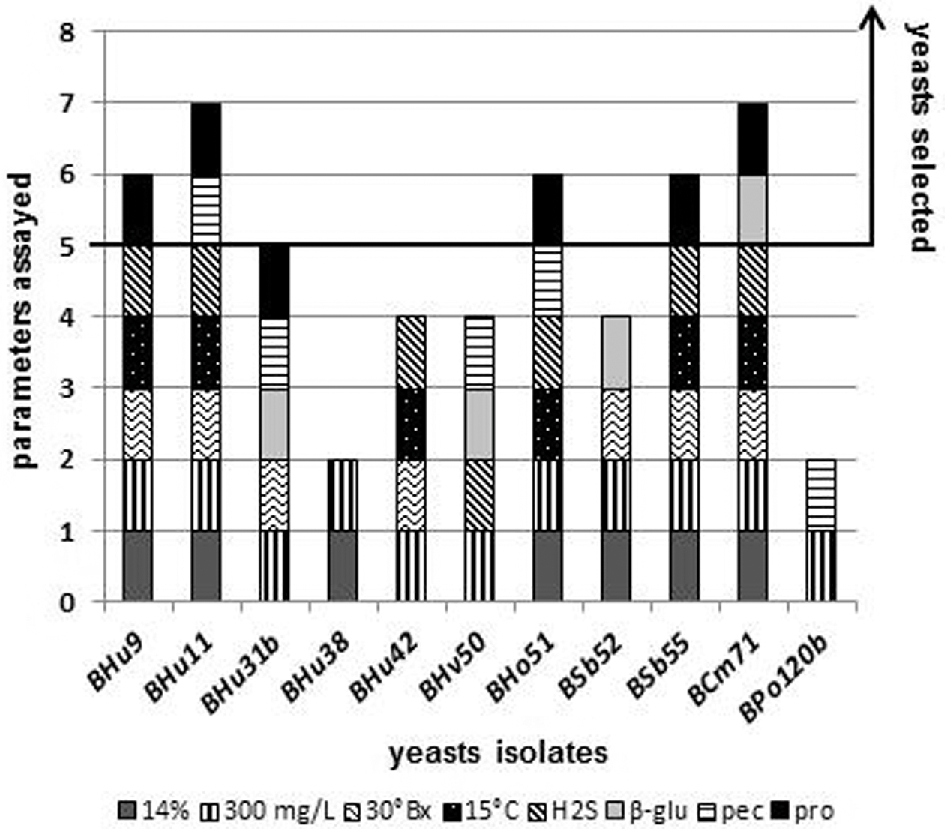 8
7
6
5
4
3
2
1
0
parameters assayed
yeasts selected
BHu9
BHu11
BHu31b
BHu38
BHu42
BHv50
BHo51
BSb52
BSb55
BCm71
BPo120b
yeasts isolates
14% 300 mg/L 30°Bx 15°C H2S β-glu pec pro